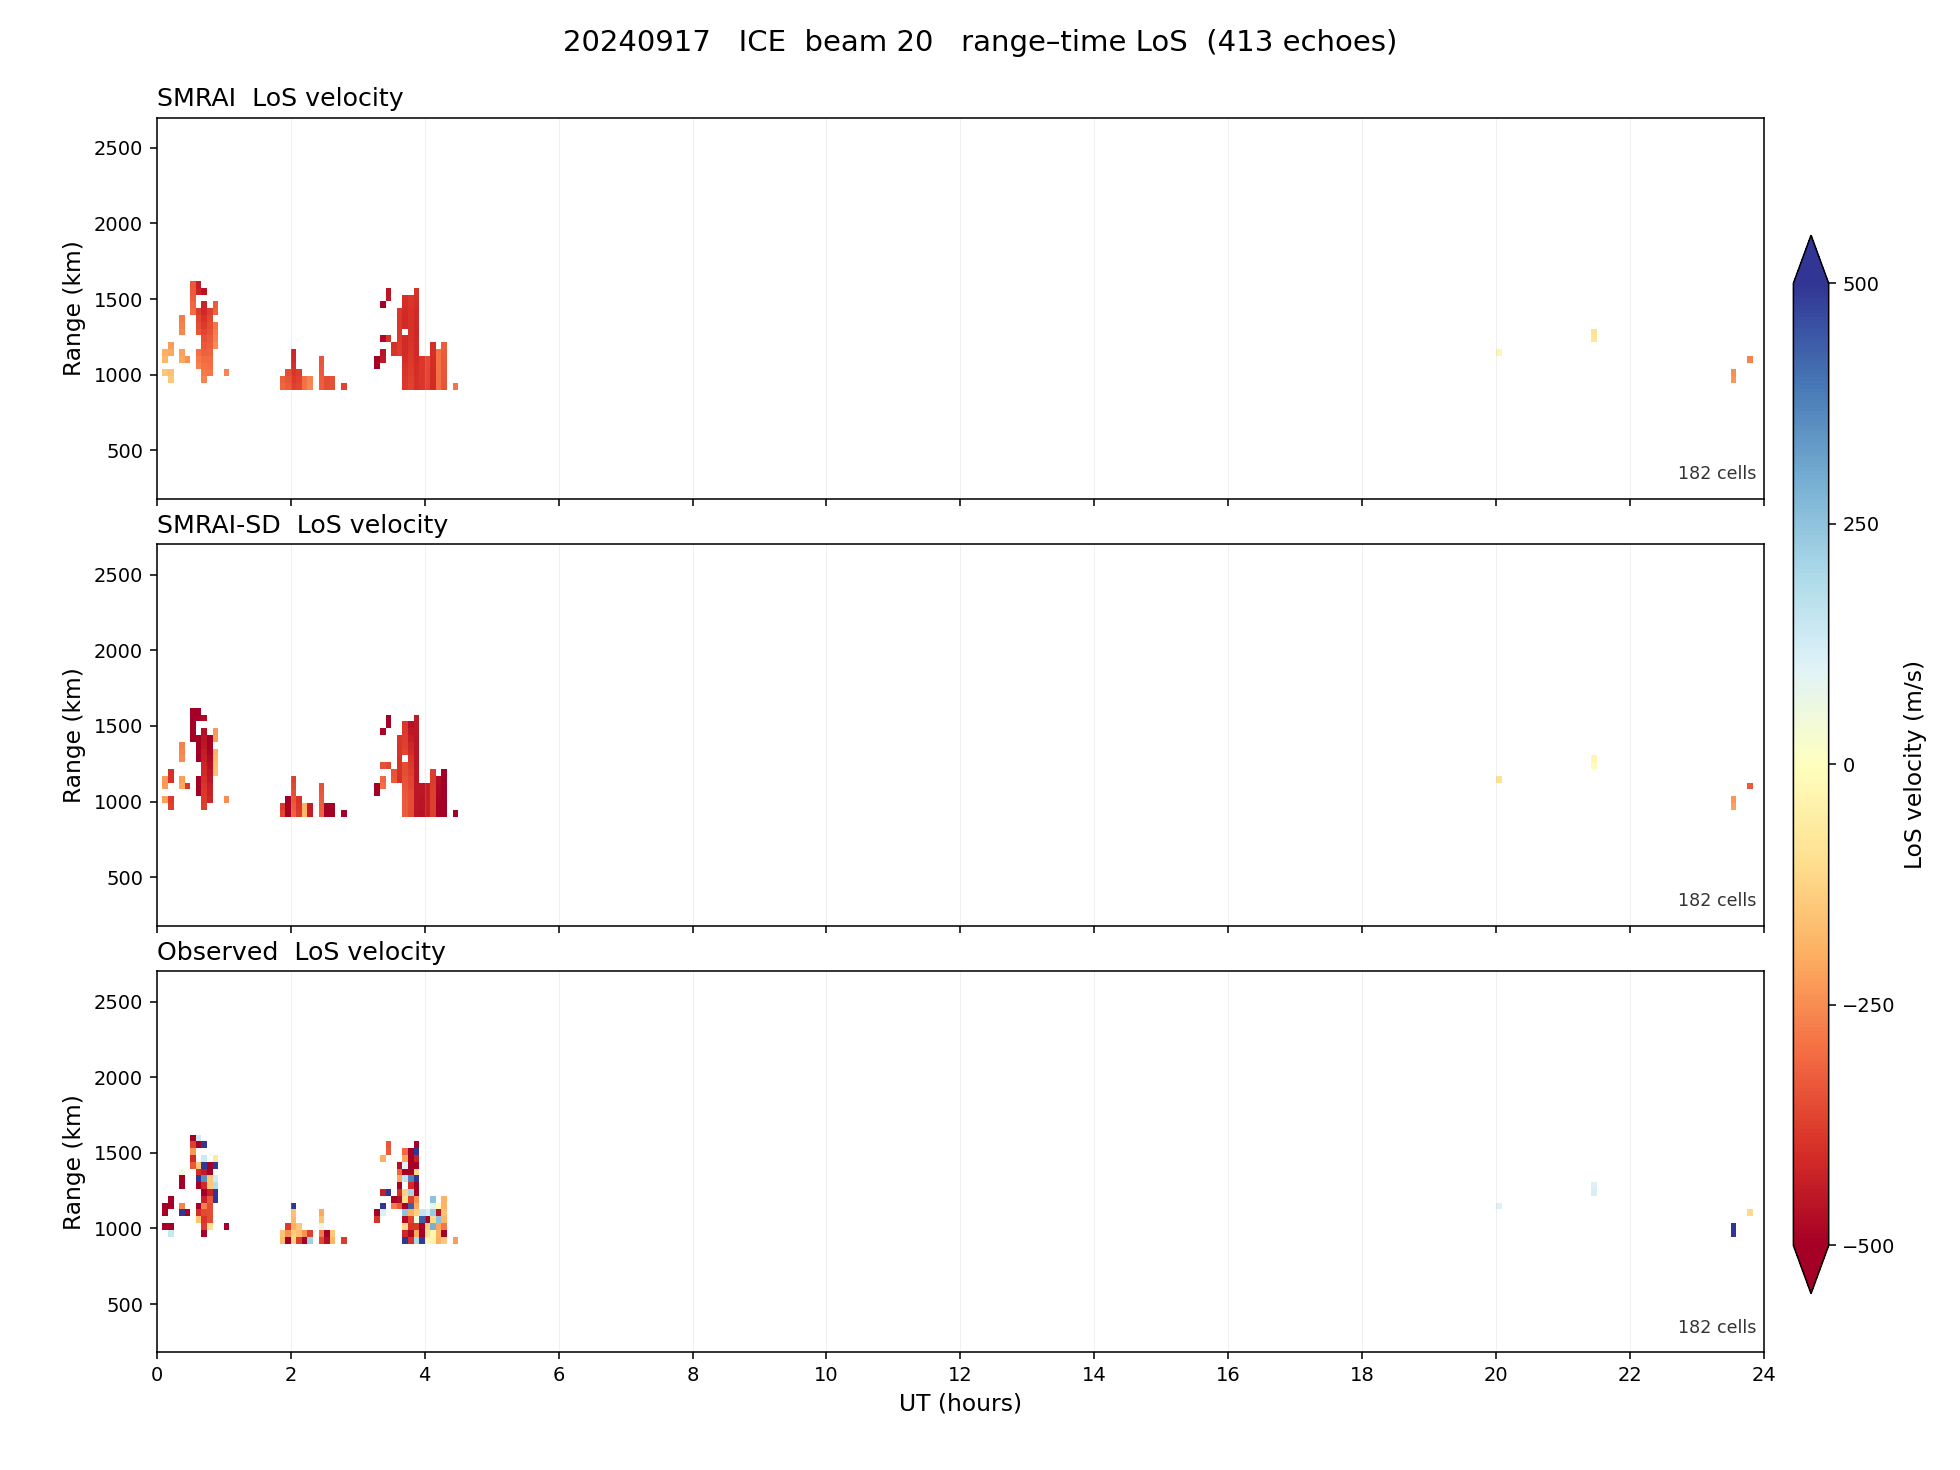 20240917   ICE  beam 20   range–time LoS  (413 echoes)
SMRAI  LoS velocity
2500
2000
1500
1000
500
Range (km)
182 cells
SMRAI-SD  LoS velocity
2500
2000
1500
1000
500
Range (km)
182 cells
Observed  LoS velocity
2500
2000
1500
1000
500
Range (km)
182 cells
0 2 4 6 8 10 12 14 16 18 20 22 24
UT (hours)
500
250
0
−250
−500
LoS velocity (m/s)